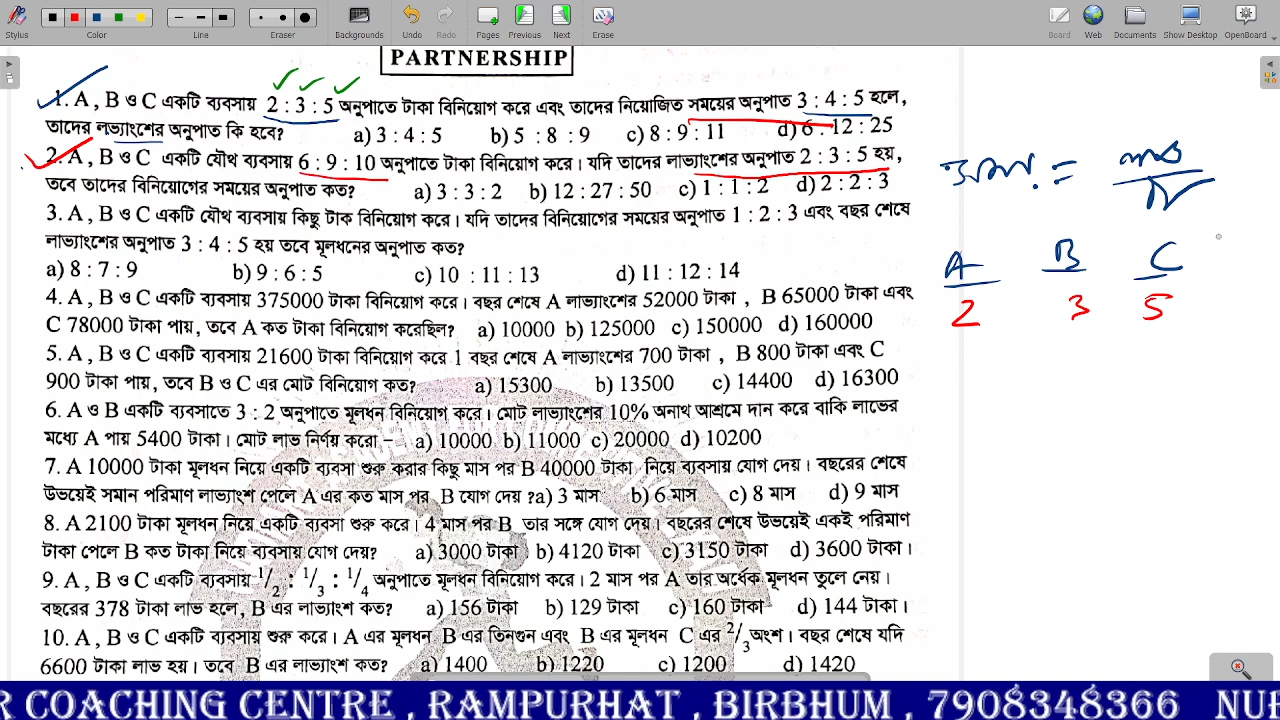 Stylus
Color
Line
Eraser
Backgrounds
Undo
Redo
Pages
Previous
Next
Erase
Board
Web
Documents
Show Desktop
OpenBoard
PARTNERSHIP
1. A , B ও C একটি ব্যবসায় 2 : 3 : 5 অনুপাতে টাকা বিনিয়োগ করে এবং তাদের নিয়োজিত সময়ের অনুপাত 3 : 4 : 5 হলে,
তাদের লভ্যাংশের অনুপাত কি হবে? a) 3 : 4 : 5 b) 5 : 8 : 9 c) 8 : 9 : 11 d) 6 : 12 : 25
2. A, B ও C একটি যৌথ ব্যবসায় 6 : 9 : 10 অনুপাতে টাকা বিনিয়োগ করে। যদি তাদের লাভ্যাংশের অনুপাত 2 : 3 : 5 হয়,
তবে তাদের বিনিয়োগের সময়ের অনুপাত কত? a) 3 : 3 : 2 b) 12 : 27 : 50 c) 1 : 1 : 2 d) 2 : 2 : 3
3. A, B ও C একটি যৌথ ব্যবসায় কিছু টাক বিনিয়োগ করে। যদি তাদের বিনিয়োগের সময়ের অনুপাত 1 : 2 : 3 এবং বছর শেষে
লাভ্যাংশের অনুপাত 3 : 4 : 5 হয় তবে মূলধনের অনুপাত কত?
a) 8 : 7 : 9 b) 9 : 6 : 5 c) 10 : 11 : 13 d) 11 : 12 : 14
4. A, B ও C একটি ব্যবসায় 375000 টাকা বিনিয়োগ করে। বছর শেষে A লাভ্যাংশের 52000 টাকা , B 65000 টাকা এবং
C 78000 টাকা পায়, তবে A কত টাকা বিনিয়োগ করেছিল? a) 10000 b) 125000 c) 150000 d) 160000
5. A , B ও C একটি ব্যবসায় 21600 টাকা বিনিয়োগ করে 1 বছর শেষে A লাভ্যাংশের 700 টাকা , B 800 টাকা এবং C
900 টাকা পায়, তবে B ও C এর মোট বিনিয়োগ কত? a) 15300 b) 13500 c) 14400 d) 16300
6. A ও B একটি ব্যবসাতে 3 : 2 অনুপাতে মূলধন বিনিয়োগ করে। মোট লাভ্যাংশের 10% অনাথ আশ্রমে দান করে বাকি লাভের
মধ্যে A পায় 5400 টাকা। মোট লাভ নির্ণয় করো – a) 10000 b) 11000 c) 20000 d) 10200
7. A 10000 টাকা মূলধন নিয়ে একটি ব্যবসা শুরু করার কিছু মাস পর B 40000 টাকা নিয়ে ব্যবসায় যোগ দেয়। বছরের শেষে
উভয়েই সমান পরিমাণ লাভ্যাংশ পেলে A এর কত মাস পর B যোগ দেয় ?a) 3 মাস b) 6 মাস c) 8 মাস d) 9 মাস
8. A 2100 টাকা মূলধন নিয়ে একটি ব্যবসা শুরু করে। 4 মাস পর B তার সঙ্গে যোগ দেয়। বছরের শেষে উভয়েই একই পরিমাণ
টাকা পেলে B কত টাকা নিয়ে ব্যবসায় যোগ দেয়? a) 3000 টাকা b) 4120 টাকা c) 3150 টাকা d) 3600 টাকা।
9. A , B ও C একটি ব্যবসায় 1/2 : 1/3 : 1/4 অনুপাতে মূলধন বিনিয়োগ করে। 2 মাস পর A তার অর্ধেক মূলধন তুলে নেয়।
বছরের 378 টাকা লাভ হলে, B এর লাভ্যাংশ কত? a) 156 টাকা b) 129 টাকা c) 160 টাকা d) 144 টাকা।
10. A , B ও C একটি ব্যবসায় শুরু করে। A এর মূলধন B এর তিনগুন এবং B এর মূলধন C এর 2/3 অংশ। বছর শেষে যদি
6600 টাকা লাভ হয়। তবে B এর লাভ্যাংশ কত? a) 1400 b) 1220 c) 1200 d) 1420
A B C
2 3 5
R COACHING CENTRE , RAMPURHAT , BIRBHUM , 7908348366